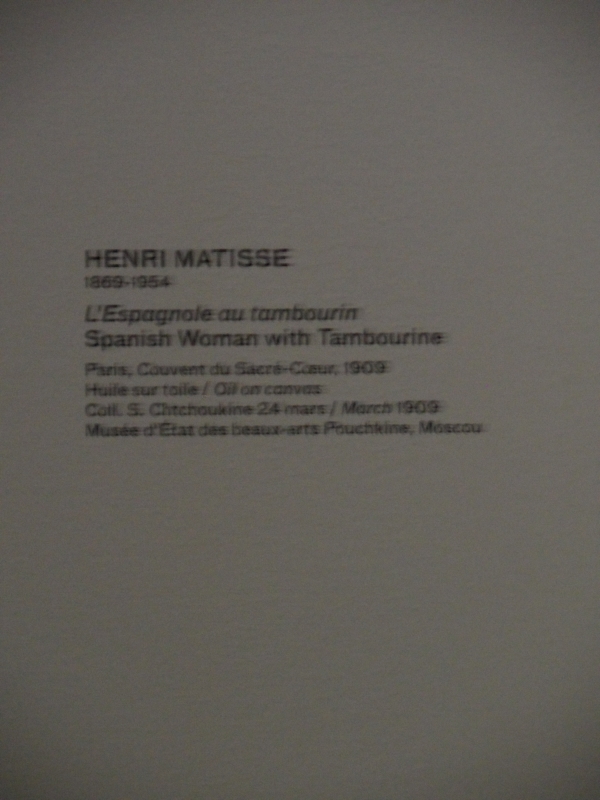 HENRI MATISSE
1869-1954
L'Espagnole au tambourin
Spanish Woman with Tambourine
Paris, Couvent du Sacré-Cœur, 1909
Huile sur toile / Oil on canvas
Coll. S. Chtchoukine 24 mars / March 1909
Musée d'État des beaux-arts Pouchkine, Moscou